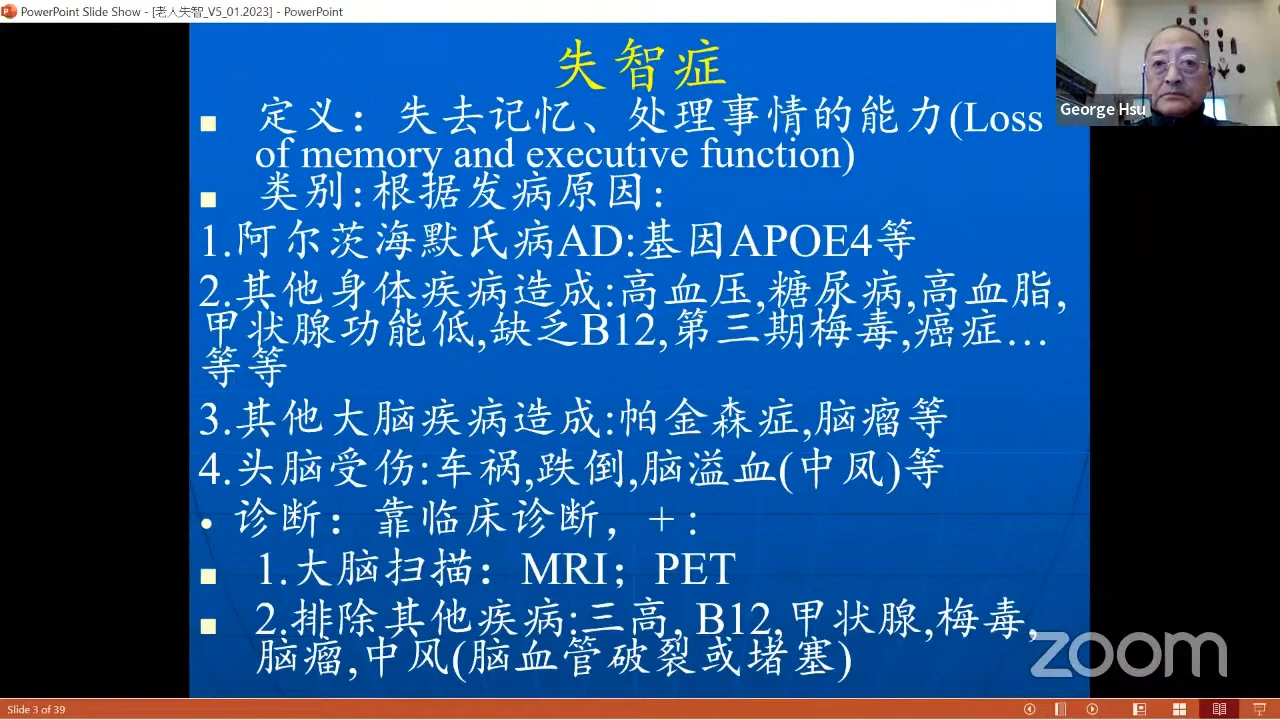 PowerPoint Slide Show - [老人失智_V5_01.2023] - PowerPoint
George Hsu
失智症
定义：失去记忆、处理事情的能力(Loss
of memory and executive function)
类别:根据发病原因:
1.阿尔茨海默氏病AD:基因APOE4等
2.其他身体疾病造成:高血压,糖尿病,高血脂,
甲状腺功能低,缺乏B12,第三期梅毒,癌症…
等等
3.其他大脑疾病造成:帕金森症,脑瘤等
4.头脑受伤:车祸,跌倒,脑溢血(中凤)等
诊断：靠临床诊断，+ :
1.大脑扫描：MRI；PET
2.排除其他疾病:三高, B12,甲状腺,梅毒,
脑瘤,中风(脑血管破裂或堵塞)
zoom
Slide 3 of 39